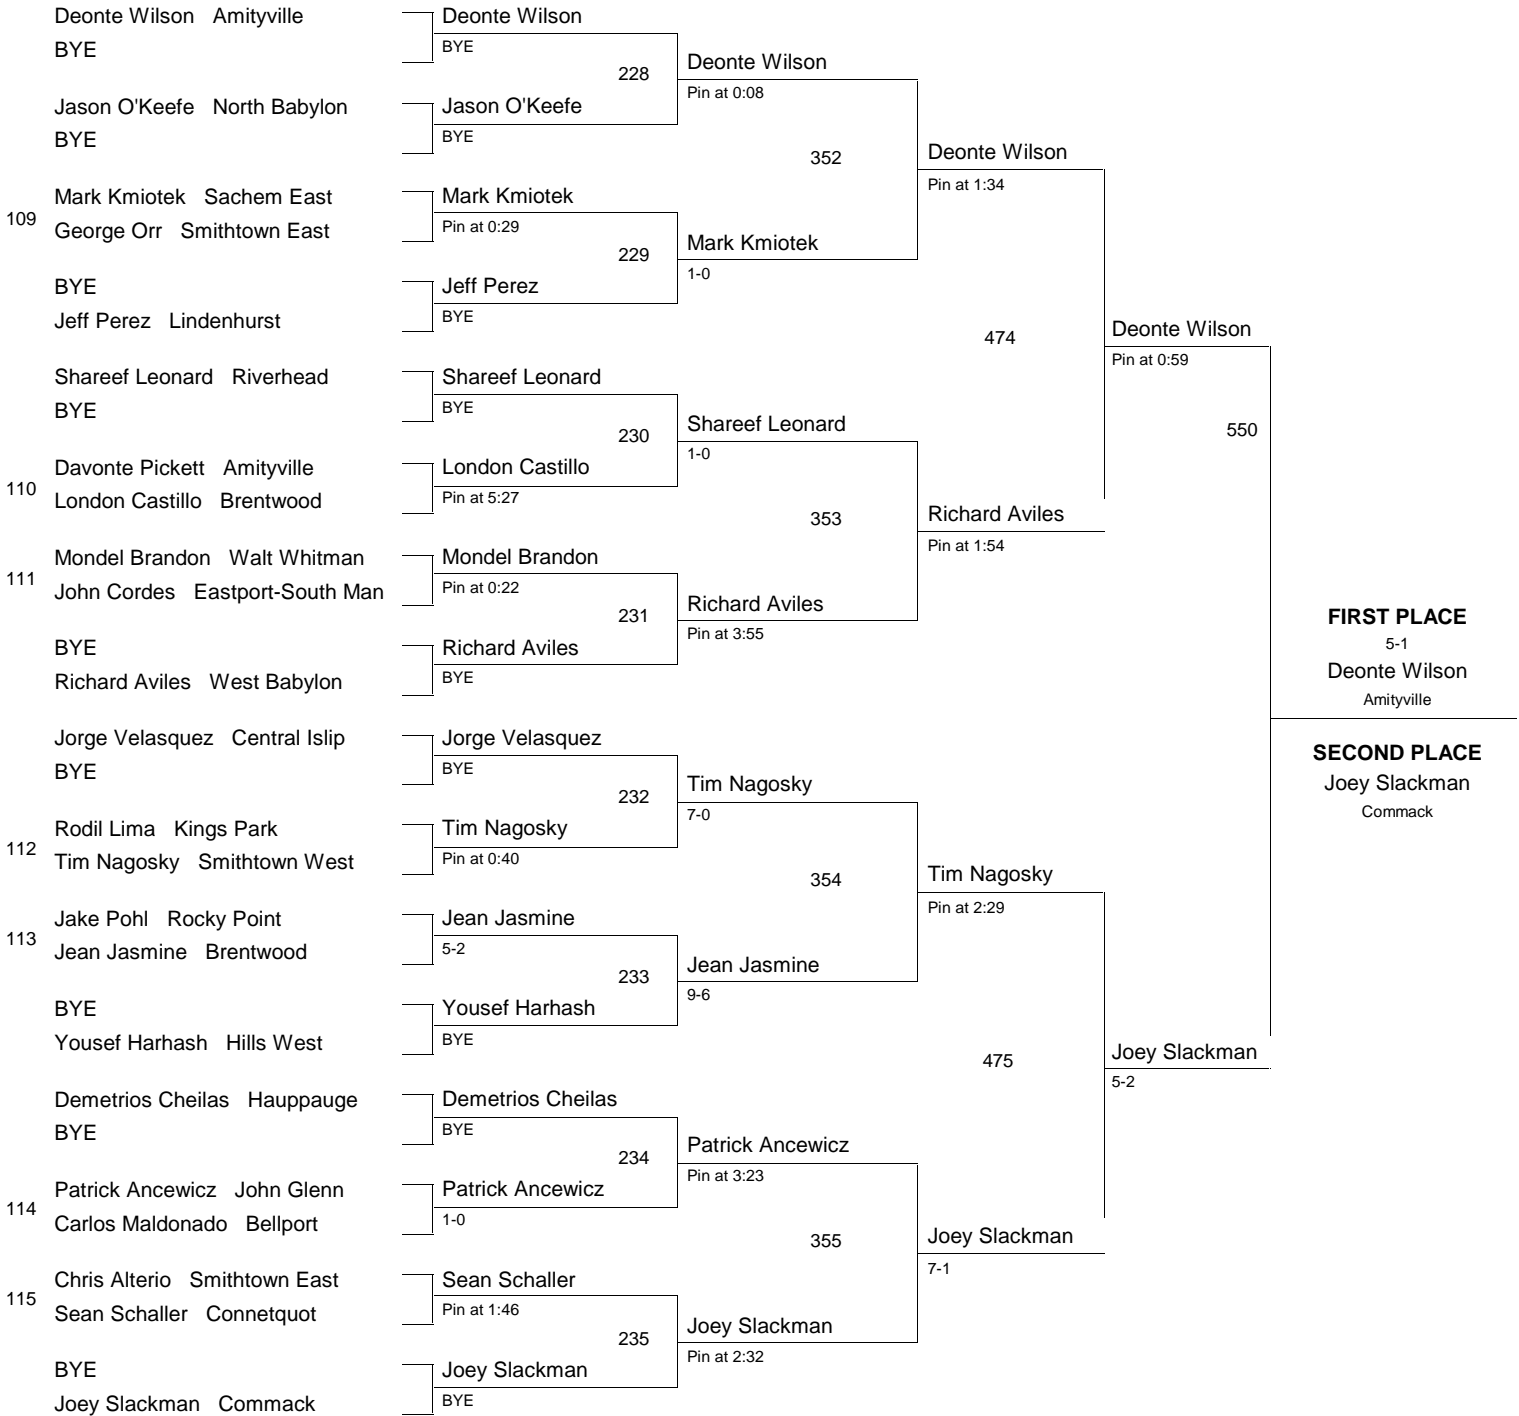 Deonte Wilson Amityville
BYE
Jason O'Keefe North Babylon
BYE
109
Mark Kmiotek Sachem East
George Orr Smithtown East
BYE
Jeff Perez Lindenhurst
Shareef Leonard Riverhead
BYE
110
Davonte Pickett Amityville
London Castillo Brentwood
111
Mondel Brandon Walt Whitman
John Cordes Eastport-South Man
BYE
Richard Aviles West Babylon
Jorge Velasquez Central Islip
BYE
112
Rodil Lima Kings Park
Tim Nagosky Smithtown West
113
Jake Pohl Rocky Point
Jean Jasmine Brentwood
BYE
Yousef Harhash Hills West
Demetrios Cheilas Hauppauge
BYE
114
Patrick Ancewicz John Glenn
Carlos Maldonado Bellport
115
Chris Alterio Smithtown East
Sean Schaller Connetquot
BYE
Joey Slackman Commack
Deonte Wilson
BYE
228
Jason O'Keefe
BYE
Mark Kmiotek
Pin at 0:29
229
Jeff Perez
BYE
Shareef Leonard
BYE
230
London Castillo
Pin at 5:27
Mondel Brandon
Pin at 0:22
231
Richard Aviles
BYE
Jorge Velasquez
BYE
232
Tim Nagosky
Pin at 0:40
Jean Jasmine
5-2
233
Yousef Harhash
BYE
Demetrios Cheilas
BYE
234
Patrick Ancewicz
1-0
Sean Schaller
Pin at 1:46
235
Joey Slackman
BYE
Deonte Wilson
Pin at 0:08
352
Mark Kmiotek
1-0
Shareef Leonard
1-0
353
Richard Aviles
Pin at 3:55
Tim Nagosky
7-0
354
Jean Jasmine
9-6
Patrick Ancewicz
Pin at 3:23
355
Joey Slackman
Pin at 2:32
Deonte Wilson
Pin at 1:34
474
Richard Aviles
Pin at 1:54
Tim Nagosky
Pin at 2:29
475
Joey Slackman
7-1
Deonte Wilson
Pin at 0:59
550
Joey Slackman
5-2
FIRST PLACE
5-1
Deonte Wilson
Amityville
SECOND PLACE
Joey Slackman
Commack